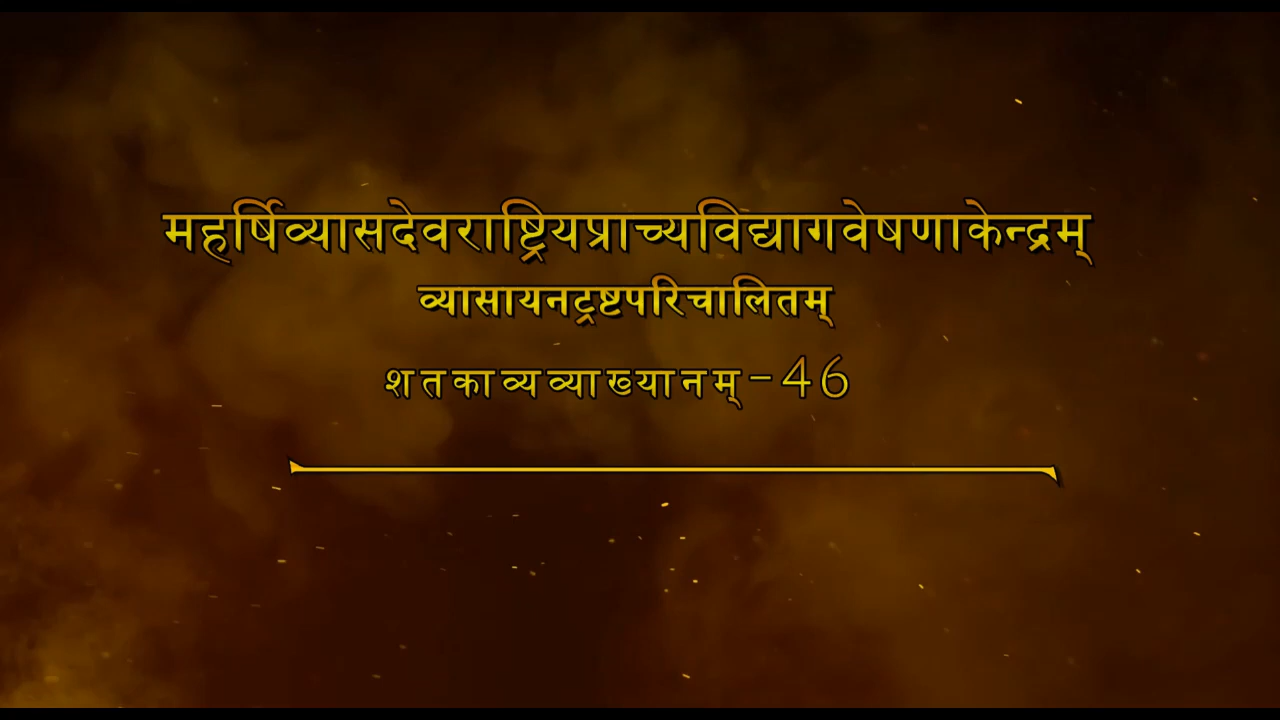 महर्षिव्यासदेवराष्ट्रियप्राच्यविद्यागवेषणाकेन्द्रम्
व्यासायनट्रष्टपरिचालितम्
शतकाव्यव्याख्यानम्-46